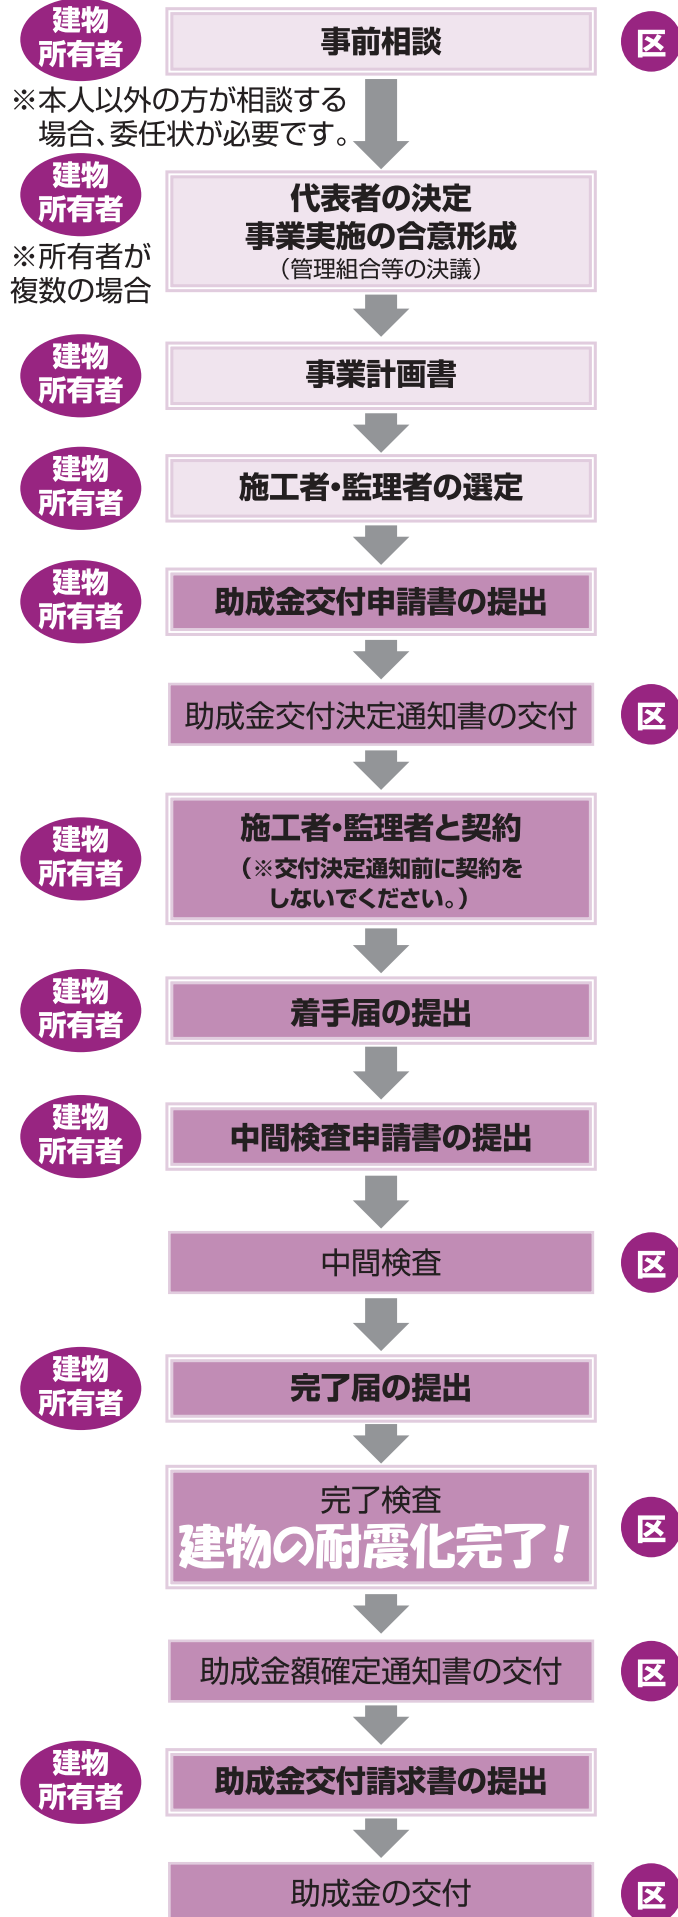 建物
所有者
事前相談
区
※本人以外の方が相談する
場合、委任状が必要です。
建物
所有者
代表者の決定
事業実施の合意形成
（管理組合等の決議）
※所有者が
複数の場合
建物
所有者
事業計画書
建物
所有者
施工者・監理者の選定
建物
所有者
助成金交付申請書の提出
助成金交付決定通知書の交付
区
建物
所有者
施工者・監理者と契約
（※交付決定通知前に契約を
しないでください。）
建物
所有者
着手届の提出
建物
所有者
中間検査申請書の提出
中間検査
区
建物
所有者
完了届の提出
完了検査
建物の耐震化完了！
区
助成金額確定通知書の交付
区
建物
所有者
助成金交付請求書の提出
助成金の交付
区